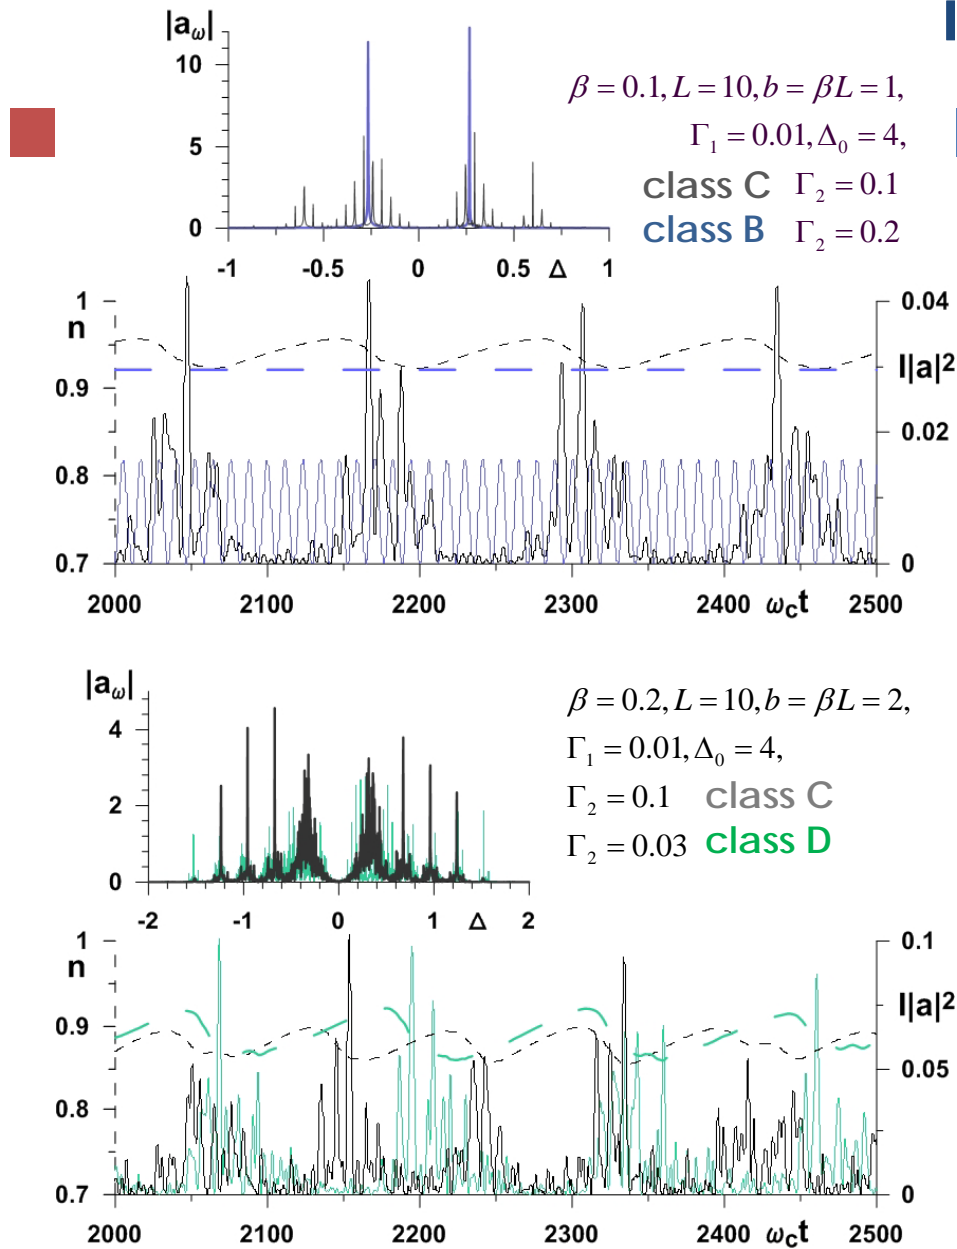 |aω|
10
5
0
-1 -0.5 0 0.5 Δ 1
β = 0.1, L = 10, b = βL = 1,
Γ₁ = 0.01, Δ₀ = 4,
class C Γ₂ = 0.1
class B Γ₂ = 0.2
1 0.04
n
l|a|²
0.9
0.02
0.8
0.7 0
2000 2100 2200 2300 2400 ωct 2500
|aω|
4
2
0
-2 -1 0 1 Δ 2
β = 0.2, L = 10, b = βL = 2,
Γ₁ = 0.01, Δ₀ = 4,
Γ₂ = 0.1 class C
Γ₂ = 0.03 class D
1 0.1
n l|a|²
0.9
0.05
0.8
0.7 0
2000 2100 2200 2300 2400 ωct 2500